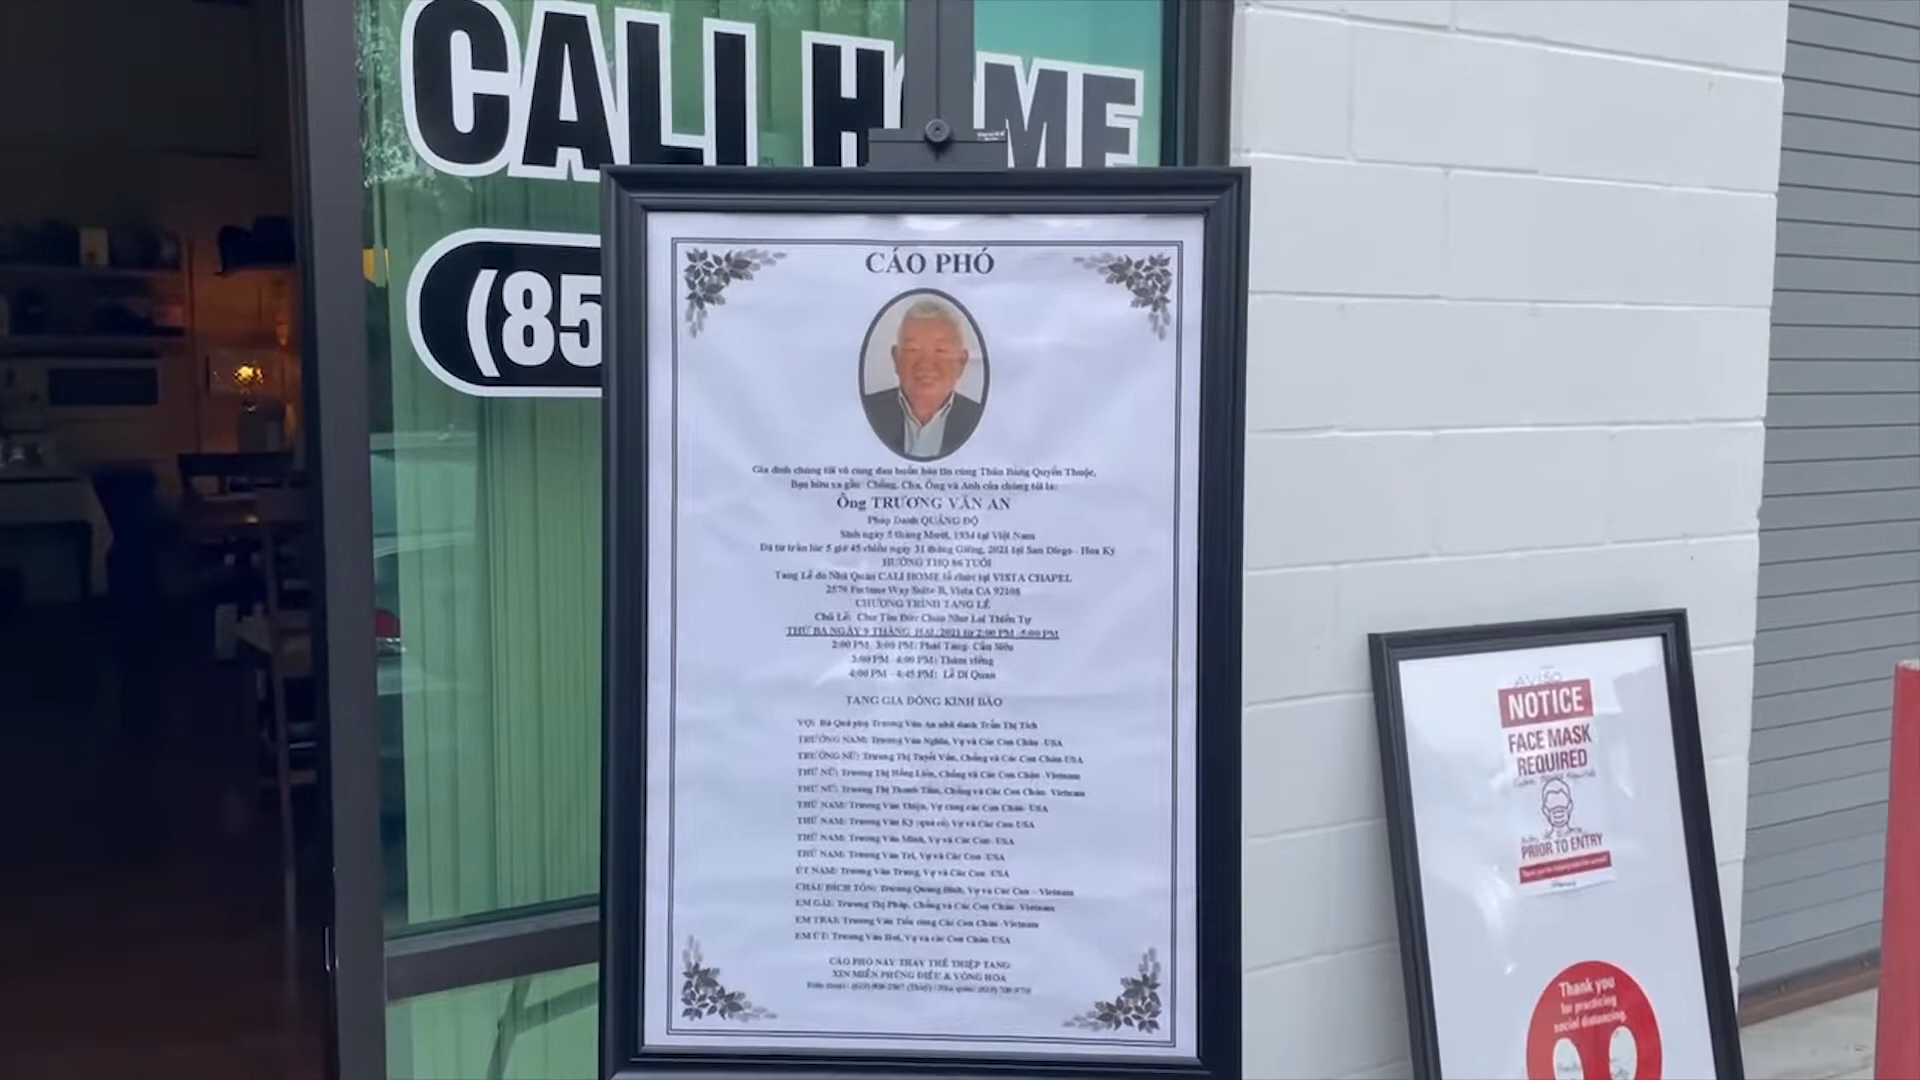 CALI HOME
(85
CÁO PHÓ
Gia đình chúng tôi vô cùng đau buồn báo tin cùng Thân Bằng Quyến Thuộc,
Bạn hữu xa gần: Chồng, Cha, Ông và Anh của chúng tôi là:
Ông TRƯƠNG VĂN AN
Pháp Danh QUẢNG ĐỘ
Sinh ngày 5 tháng Mười, 1934 tại Việt Nam
Đã từ trần lúc 5 giờ 45 chiều ngày 31 tháng Giêng, 2021 tại San Diego - Hoa Kỳ
HƯỞNG THỌ 86 TUỔI
Tang Lễ do Nhà Quàn CALI HOME tổ chức tại VISTA CHAPEL
2570 Fortune Way Suite B, Vista CA
CHƯƠNG TRÌNH TANG LỄ
Chủ Lễ: Chư Tôn Đức Chùa Như Lai Thiền Tự
THỨ BA NGÀY 9 THÁNG HAI, 2021 từ 2:00 PM -5:00 PM
2:00 PM- 3:00 PM: Phát Tang- Cầu Siêu
3:00 PM - 4:00 PM: Thăm viếng
4:00 PM - 4:45 PM: Lễ Di Quan
TANG GIA ĐỒNG KÍNH BÁO
VỢ: Bà Quả phụ Trương Văn An nhũ danh Trần Thị Tích
TRƯỞNG NAM: Trương Văn Nghĩa, Vợ và Các Con Cháu- USA
TRƯỞNG NỮ: Trương Thị Tuyết Vân, Chồng và Các Con Cháu USA
THỨ NỮ: Trương Thị Hồng Liên, Chồng và Các Con Cháu -Vietnam
THỨ NỮ: Trương Thị Thanh Tâm, Chồng và Các Con Cháu- Vietnam
THỨ NAM: Trương Văn Thiện, Vợ cùng các Con Cháu- USA
THỨ NAM: Trương Văn Kỳ (quá cố) Vợ và Các Con USA
THỨ NAM: Trương Văn Minh, Vợ và Các Con- USA
THỨ NAM: Trương Văn Trí, Vợ và Các Con -USA
ÚT NAM: Trương Văn Trung, Vợ và Các Con- USA
CHÁU ĐÍCH TÔN: Trương Quang Bình, Vợ và Các Con - Vietnam
EM GÁI: Trương Thị Pháp, Chồng và Các Con Cháu- Vietnam
EM TRAI: Trương Văn Tiến cùng Các Con Cháu -Vietnam
EM ÚT: Trương Văn Vợ và các Con Cháu- USA
CÁO PHÓ NÀY THAY THẾ THIỆP TANG
XIN MIỄN PHÚNG ĐIẾU & VÒNG HOA
AVISO
NOTICE
FACE MASK
REQUIRED
PRIOR TO ENTRY
Thank you
for practicing
social distancing.